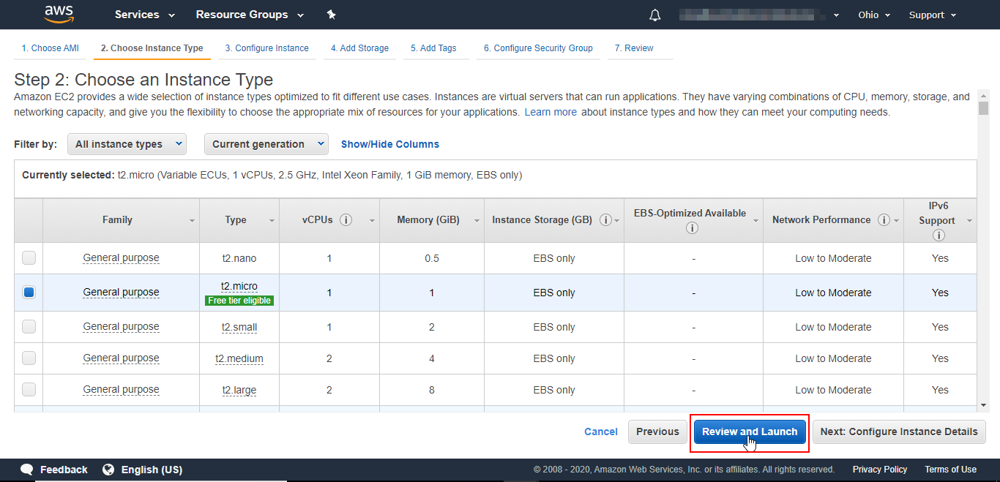 aws Services Resource Groups Ohio Support
1. Choose AMI 2. Choose Instance Type 3. Configure Instance 4. Add Storage 5. Add Tags 6. Configure Security Group 7. Review
Step 2: Choose an Instance Type
Amazon EC2 provides a wide selection of instance types optimized to fit different use cases. Instances are virtual servers that can run applications. They have varying combinations of CPU, memory, storage, and
networking capacity, and give you the flexibility to choose the appropriate mix of resources for your applications. Learn more about instance types and how they can meet your computing needs.
Filter by: All instance types Current generation Show/Hide Columns
Currently selected: t2.micro (Variable ECUs, 1 vCPUs, 2.5 GHz, Intel Xeon Family, 1 GiB memory, EBS only)
Family Type vCPUs i Memory (GiB) Instance Storage (GB) i EBS-Optimized Available i Network Performance i IPv6 Support i
General purpose t2.nano 1 0.5 EBS only - Low to Moderate Yes
General purpose t2.micro Free tier eligible 1 1 EBS only - Low to Moderate Yes
General purpose t2.small 1 2 EBS only - Low to Moderate Yes
General purpose t2.medium 2 4 EBS only - Low to Moderate Yes
General purpose t2.large 2 8 EBS only - Low to Moderate Yes
Cancel Previous Review and Launch Next: Configure Instance Details
Feedback English (US) © 2008 - 2020, Amazon Web Services, Inc. or its affiliates. All rights reserved. Privacy Policy Terms of Use